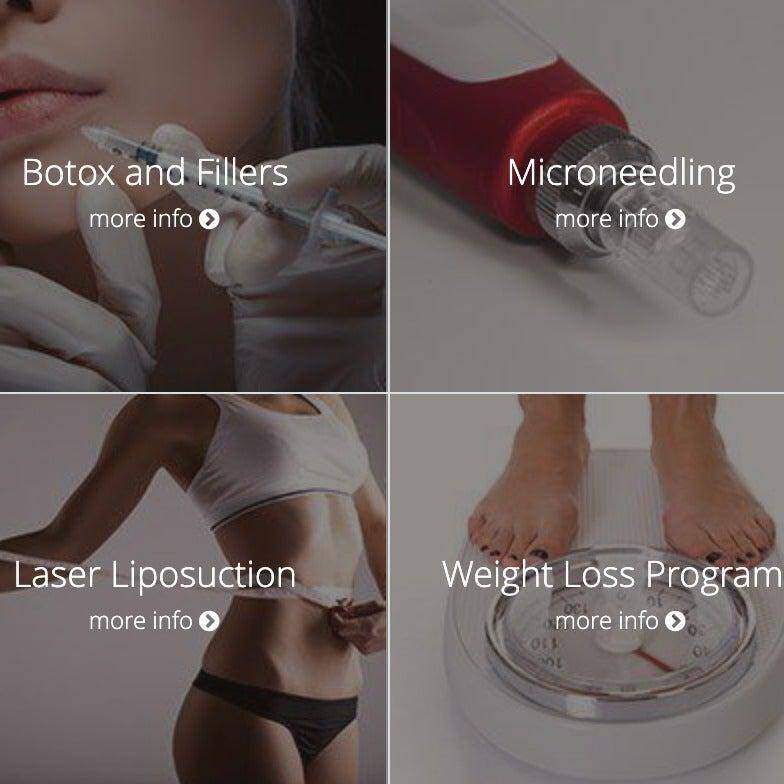 Botox and Fillers
more info
Microneedling
more info
Laser Liposuction
more info
Weight Loss Program
more info